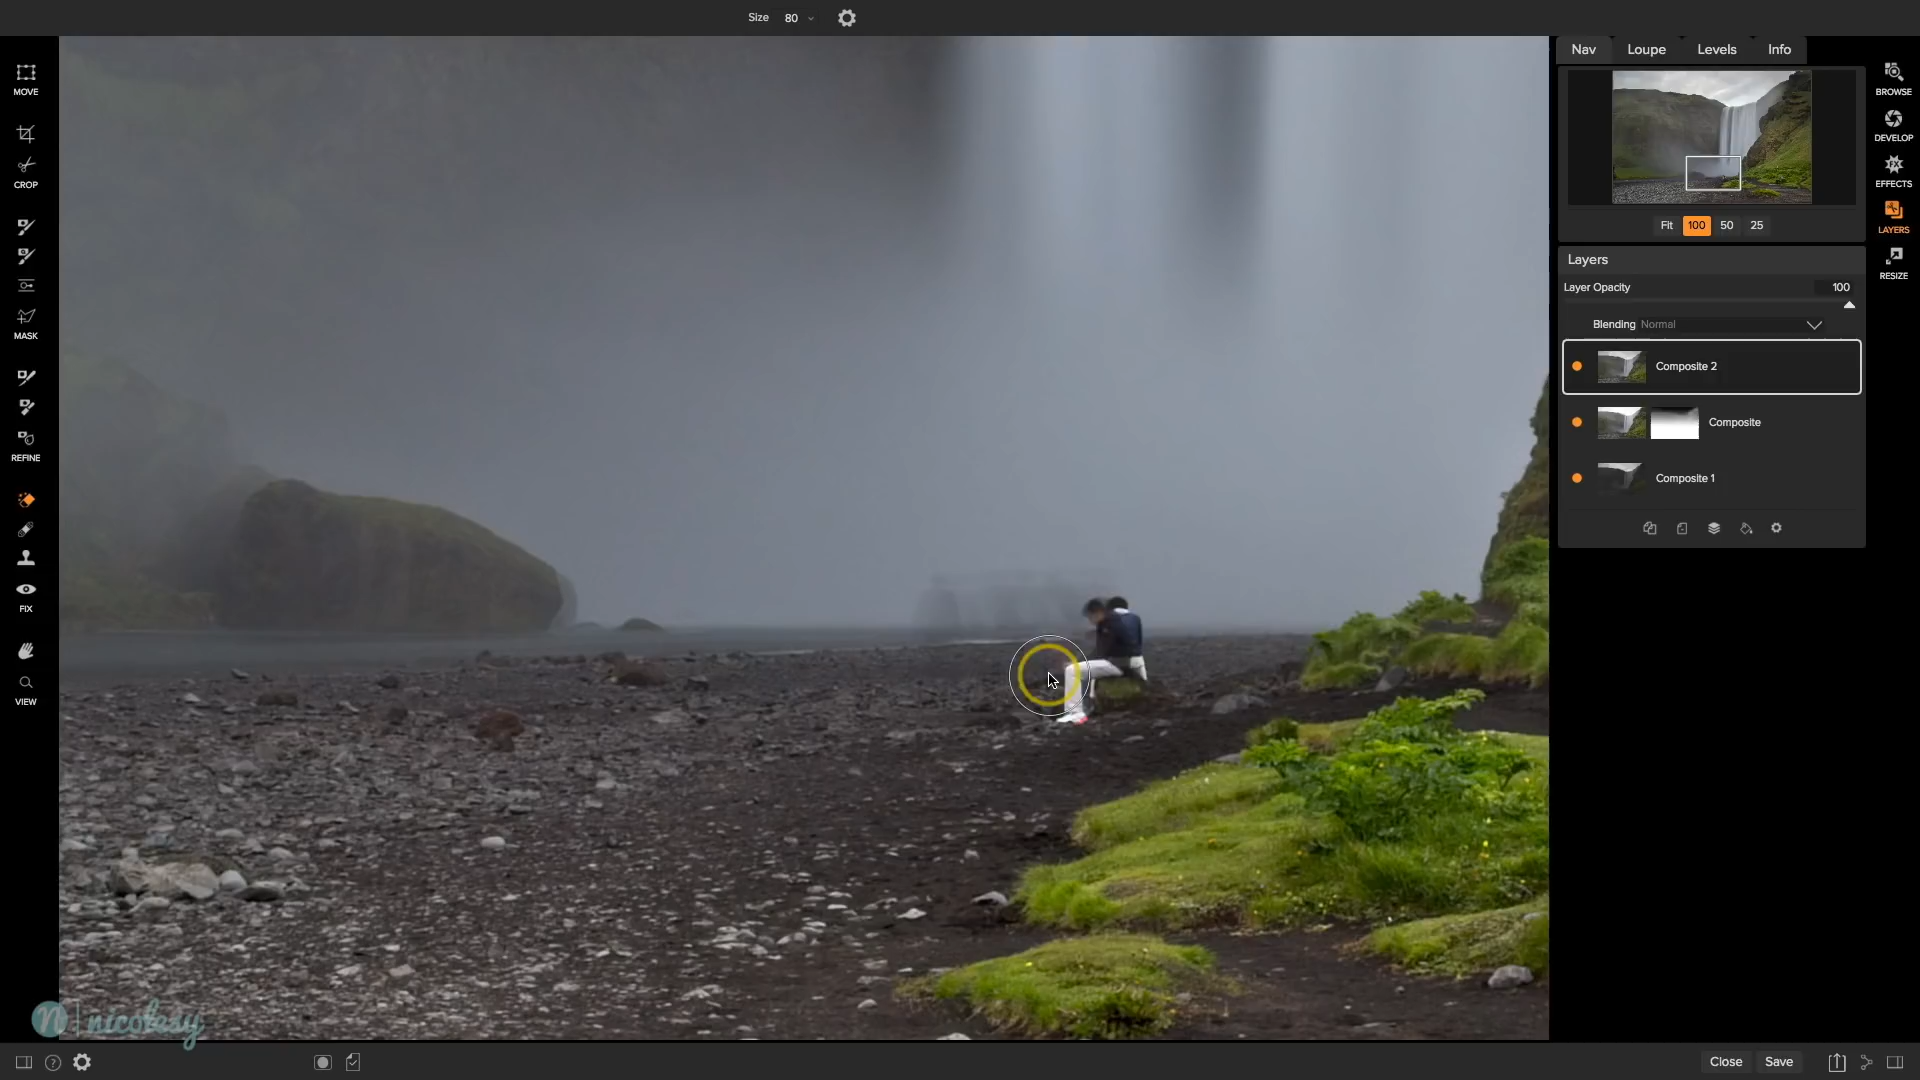 Size 80
Nav Loupe Levels Info
MOVE
CROP
MASK
REFINE
FIX
VIEW
Fit 100 50 25
Layers
Layer Opacity 100
Blending Normal
Composite 2
Composite
Composite 1
BROWSE
DEVELOP
EFFECTS
LAYERS
RESIZE
n nicolesy
?
Close Save